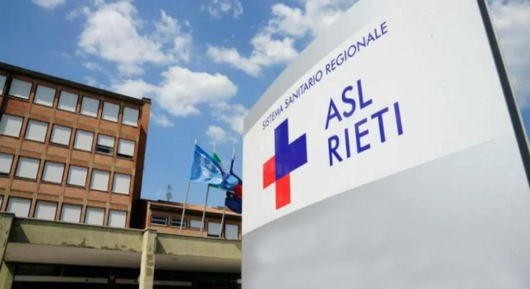 SISTEMA SANITARIO REGIONALE
ASL
RIETI